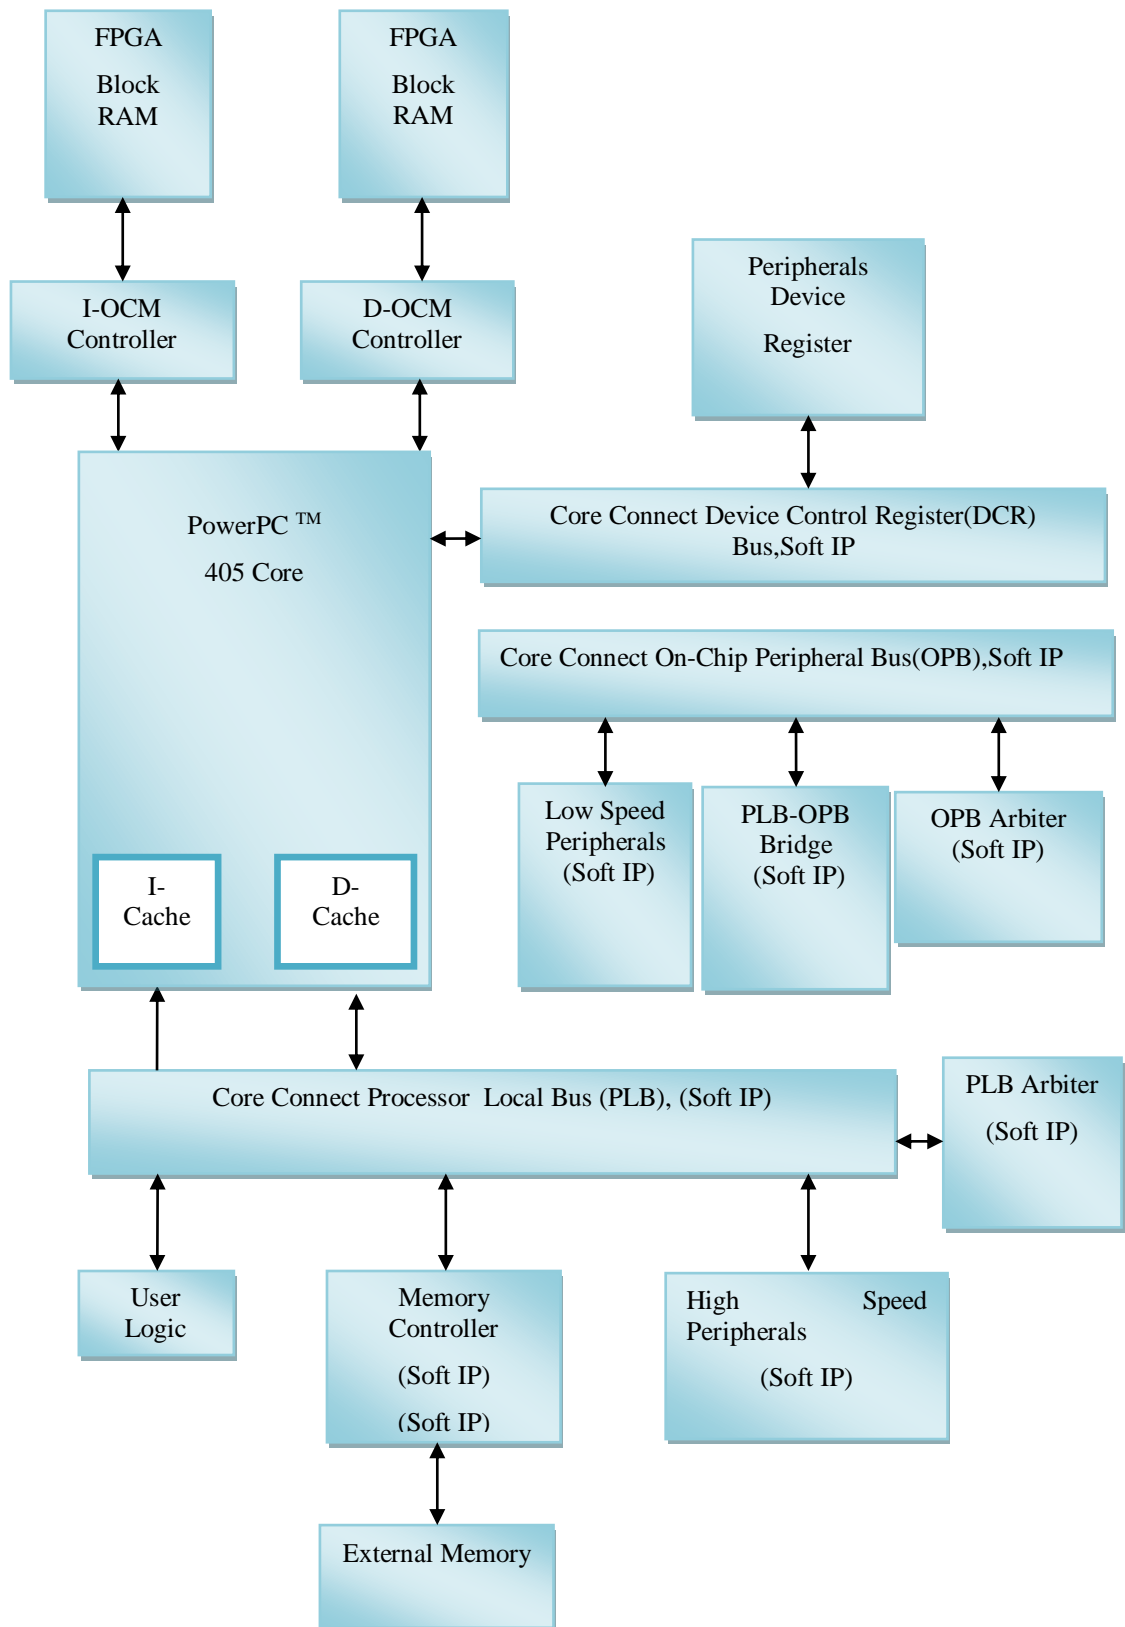 FPGA
Block
RAM
FPGA
Block
RAM
I-OCM
Controller
D-OCM
Controller
Peripherals
Device
Register
PowerPC TM
405 Core
Core Connect Device Control Register(DCR)
Bus,Soft IP
Core Connect On-Chip Peripheral Bus(OPB),Soft IP
Low Speed
Peripherals
(Soft IP)
PLB-OPB
Bridge
(Soft IP)
OPB Arbiter
(Soft IP)
I-
Cache
D-
Cache
Core Connect Processor Local Bus (PLB), (Soft IP)
PLB Arbiter
(Soft IP)
User
Logic
Memory
Controller
(Soft IP)
(Soft IP)
High Speed
Peripherals
(Soft IP)
External Memory